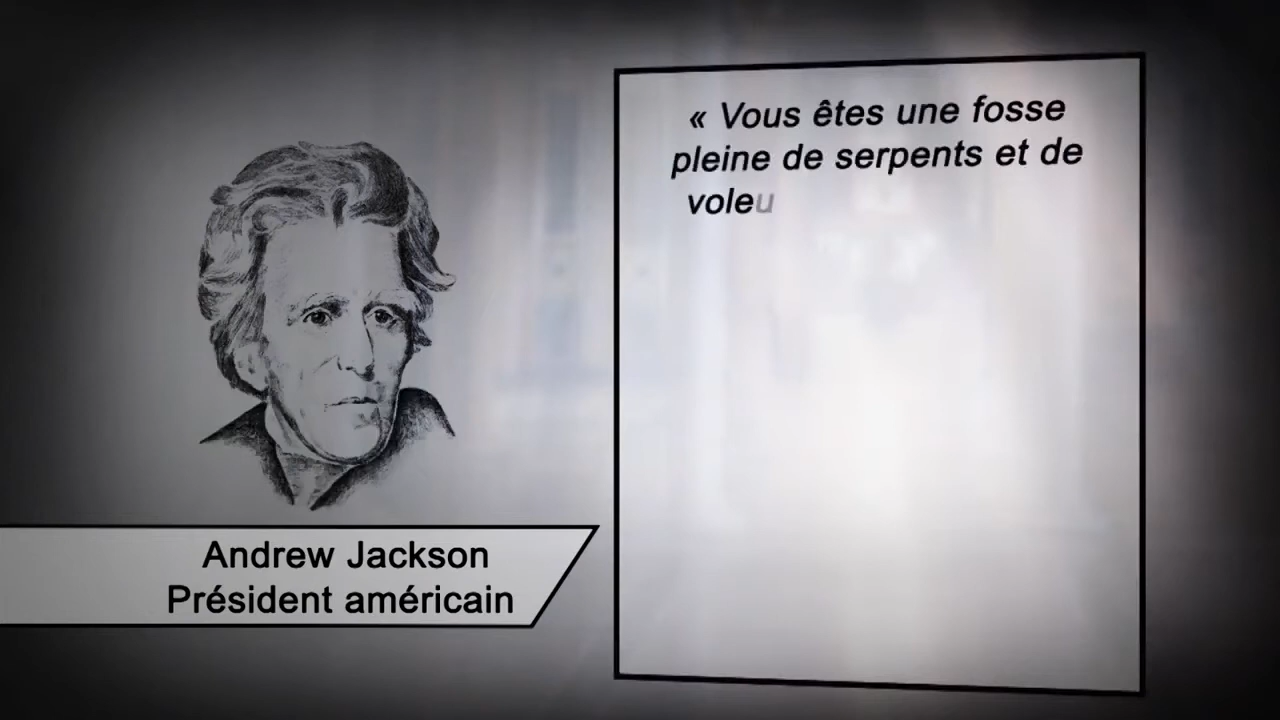 « Vous êtes une fosse
pleine de serpents et de
voleu
Andrew Jackson
Président américain